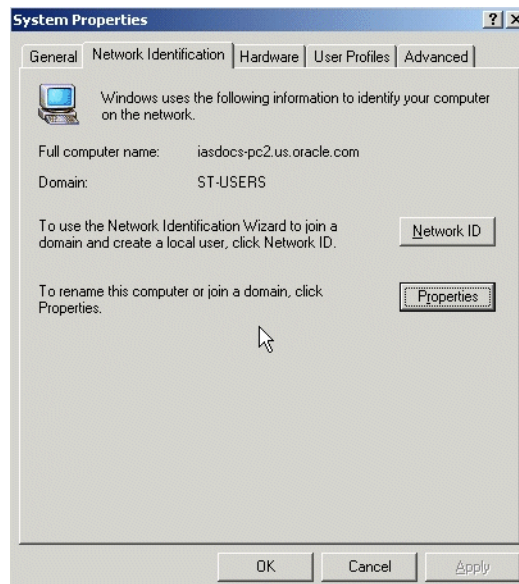 System Properties
General Network Identification Hardware User Profiles Advanced
Windows uses the following information to identify your computer
on the network.
Full computer name: iasdocs-pc2.us.oracle.com
Domain: ST-USERS
To use the Network Identification Wizard to join a
domain and create a local user, click Network ID.
Network ID
To rename this computer or join a domain, click
Properties.
Properties
OK Cancel Apply